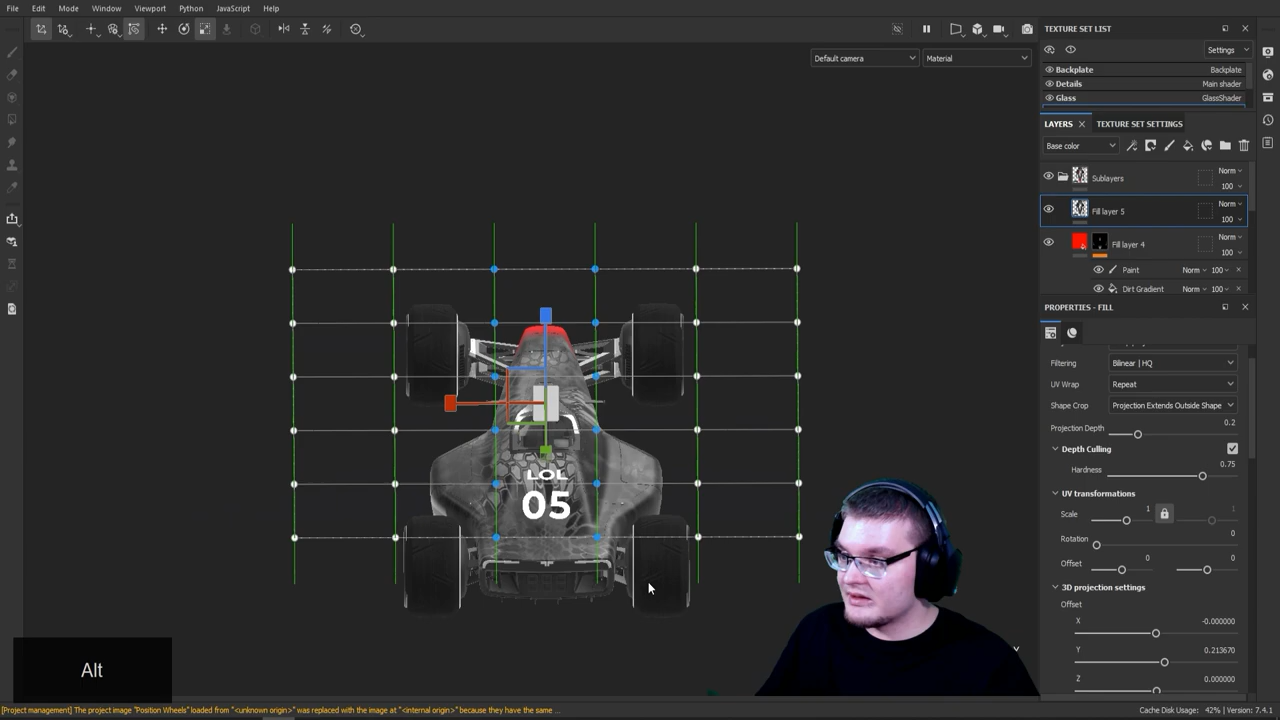 File Edit Mode Window Viewport Python JavaScript Help
Default camera
Material
TEXTURE SET LIST
Settings
Backplate Backplate
Details Main shader
Glass GlassShader
LAYERS TEXTURE SET SETTINGS
Base color
Sublayers Norm
100
Fill layer 5 Norm
100
Fill layer 4 Norm
100
Paint Norm 100
Dirt Gradient Norm 100
PROPERTIES - FILL
Filtering Bilinear | HQ
UV Wrap Repeat
Shape Crop Projection Extends Outside Shape
Projection Depth 0.2
Depth Culling
Hardness 0.75
UV transformations
Scale 1 1
Rotation 0
Offset 0 0
3D projection settings
Offset
X -0.000000
Y 0.213670
Z 0.000000
LOL
05
Alt
Y
[Project management] The project image "Position Wheels" loaded from "<unknown origin>" was replaced with the image at "<internal origin>" because they have the same ...
Cache Disk Usage: 42% | Version: 7.4.1